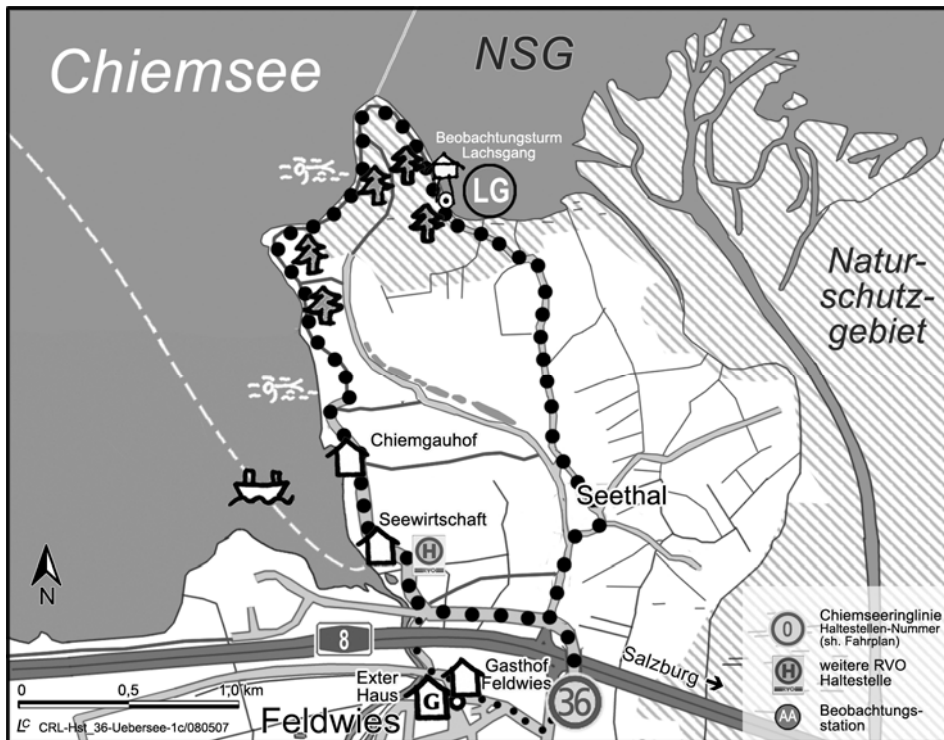 Chiemsee
NSG
Beobachtungsturm
Lachsgang
LG
Natur-
schutz-
gebiet
Chiemgauhof
Seethal
Seewirtschaft
H
RVO
N
8
0
Chiemseeringlinie
Haltestellen-Nummer
(sh. Fahrplan)
H
RVO
weitere RVO
Haltestelle
AA
Beobachtungs-
station
Salzburg
Exter
Haus
G
Gasthof
Feldwies
36
0 0,5 1,0 km
LC CRL-Hst_36-Uebersee-1c/080507
Feldwies